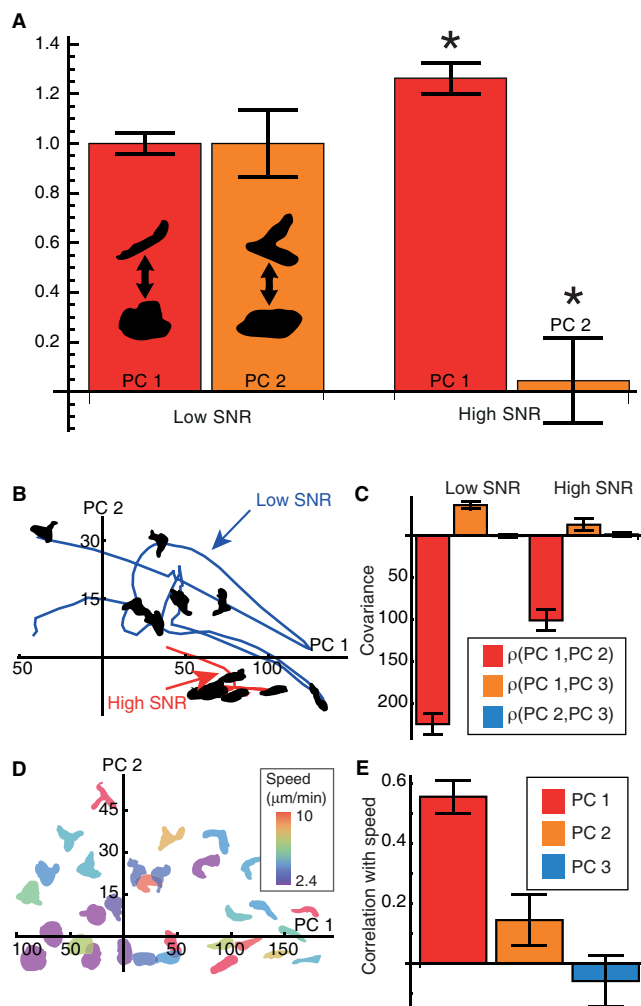 A
1.4
*
1.2
1.0
0.8
0.6
0.4
*
0.2
PC 2
PC 1
PC 2
PC 1
Low SNR
High SNR
B
PC 2
Low SNR
30
15
PC 1
50
50
100
High SNR
C
Low SNR
High SNR
Covariance
50
100
150
200
ρ(PC 1,PC 2)
ρ(PC 1,PC 3)
ρ(PC 2,PC 3)
D
PC 2
Speed
(μm/min)
10
2.4
45
35
15
PC 1
100
50
50
100
150
E
Correlation with speed
0.6
0.2
PC 1
PC 2
PC 3